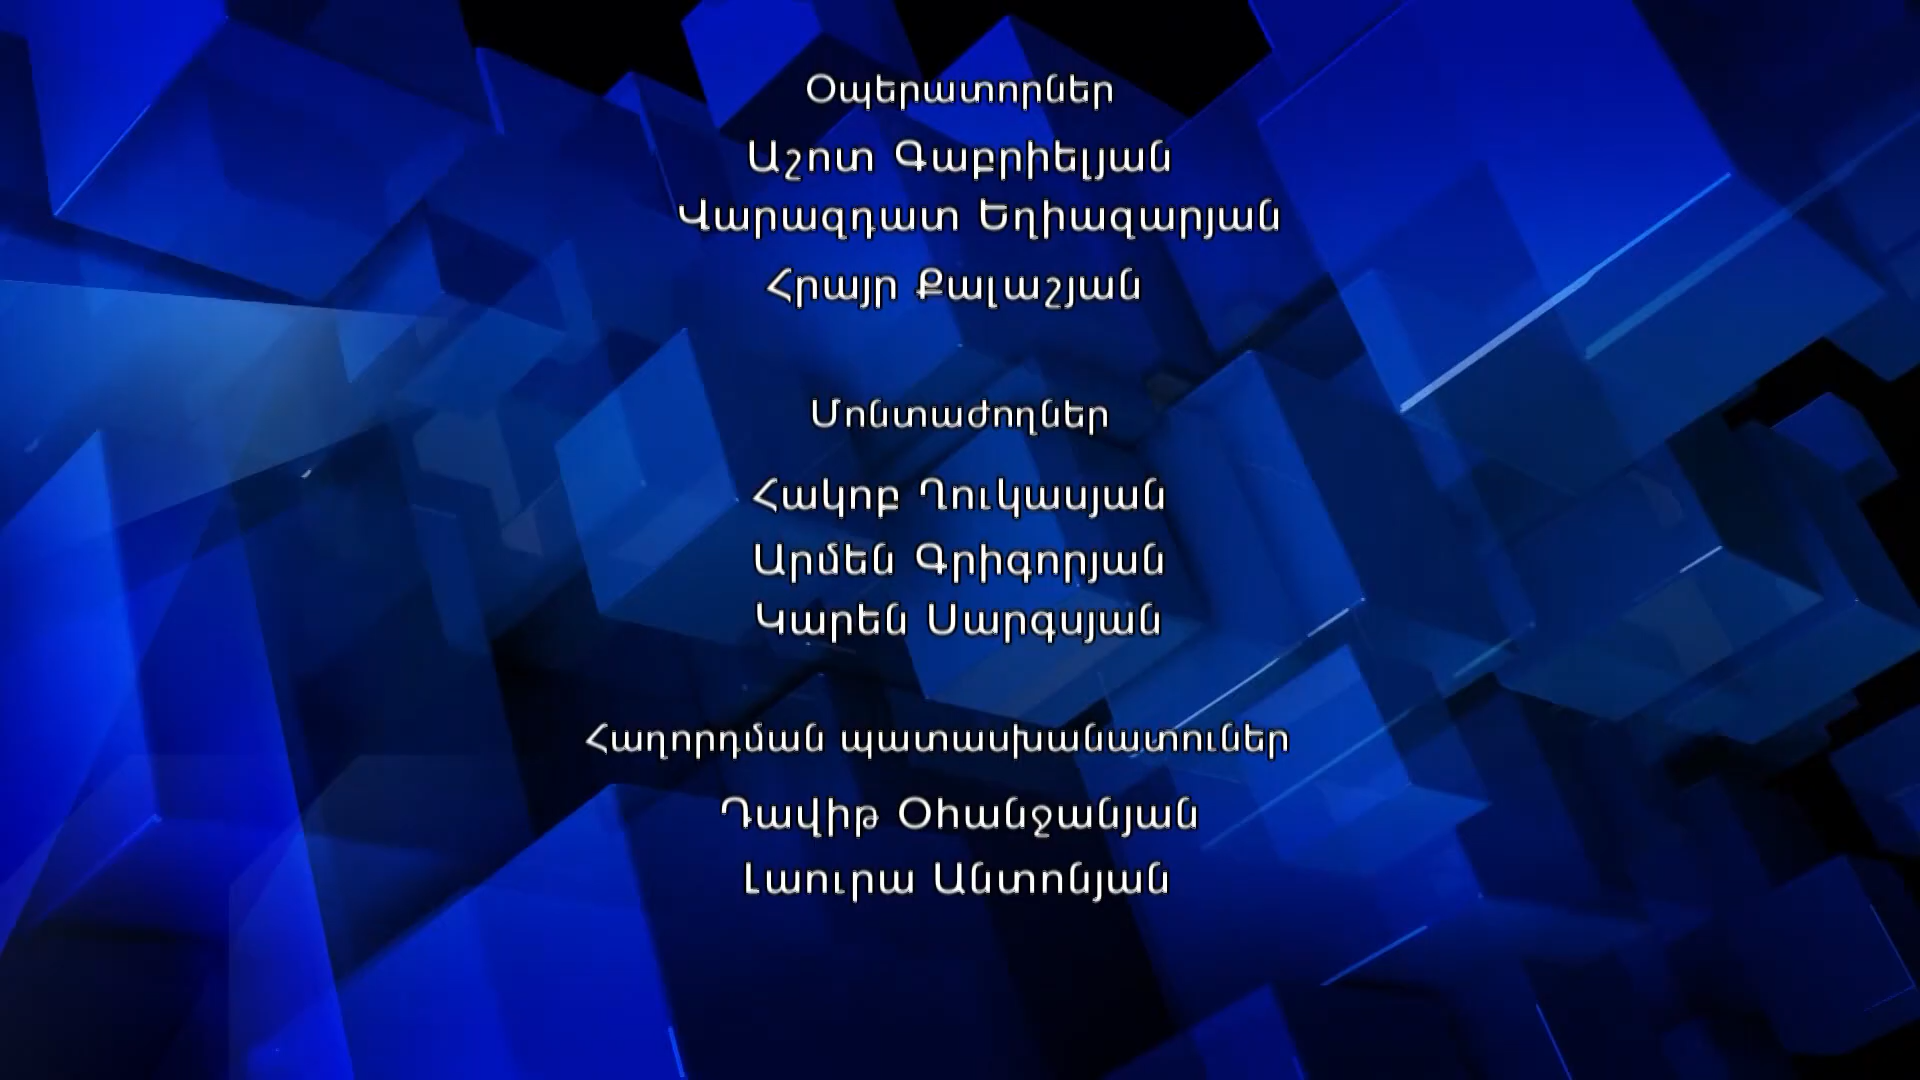 Օպերատորներ
Աշոտ Գաբրիելյան
Վարազդատ Եղիազարյան
Հրայր Քալաշյան
Մոնտաժողներ
Հակոբ Ղուկասյան
Արմեն Գրիգորյան
Կարեն Սարգսյան
Հաղորդման պատասխանատուներ
Դավիթ Օհանջանյան
Լաուրա Անտոնյան